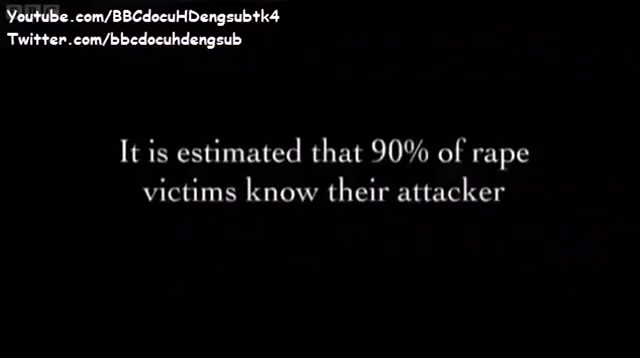 Youtube.com/BBCdocuHDengsubtk4
Twitter.com/bbcdocuhdengsub
It is estimated that 90% of rape
victims know their attacker